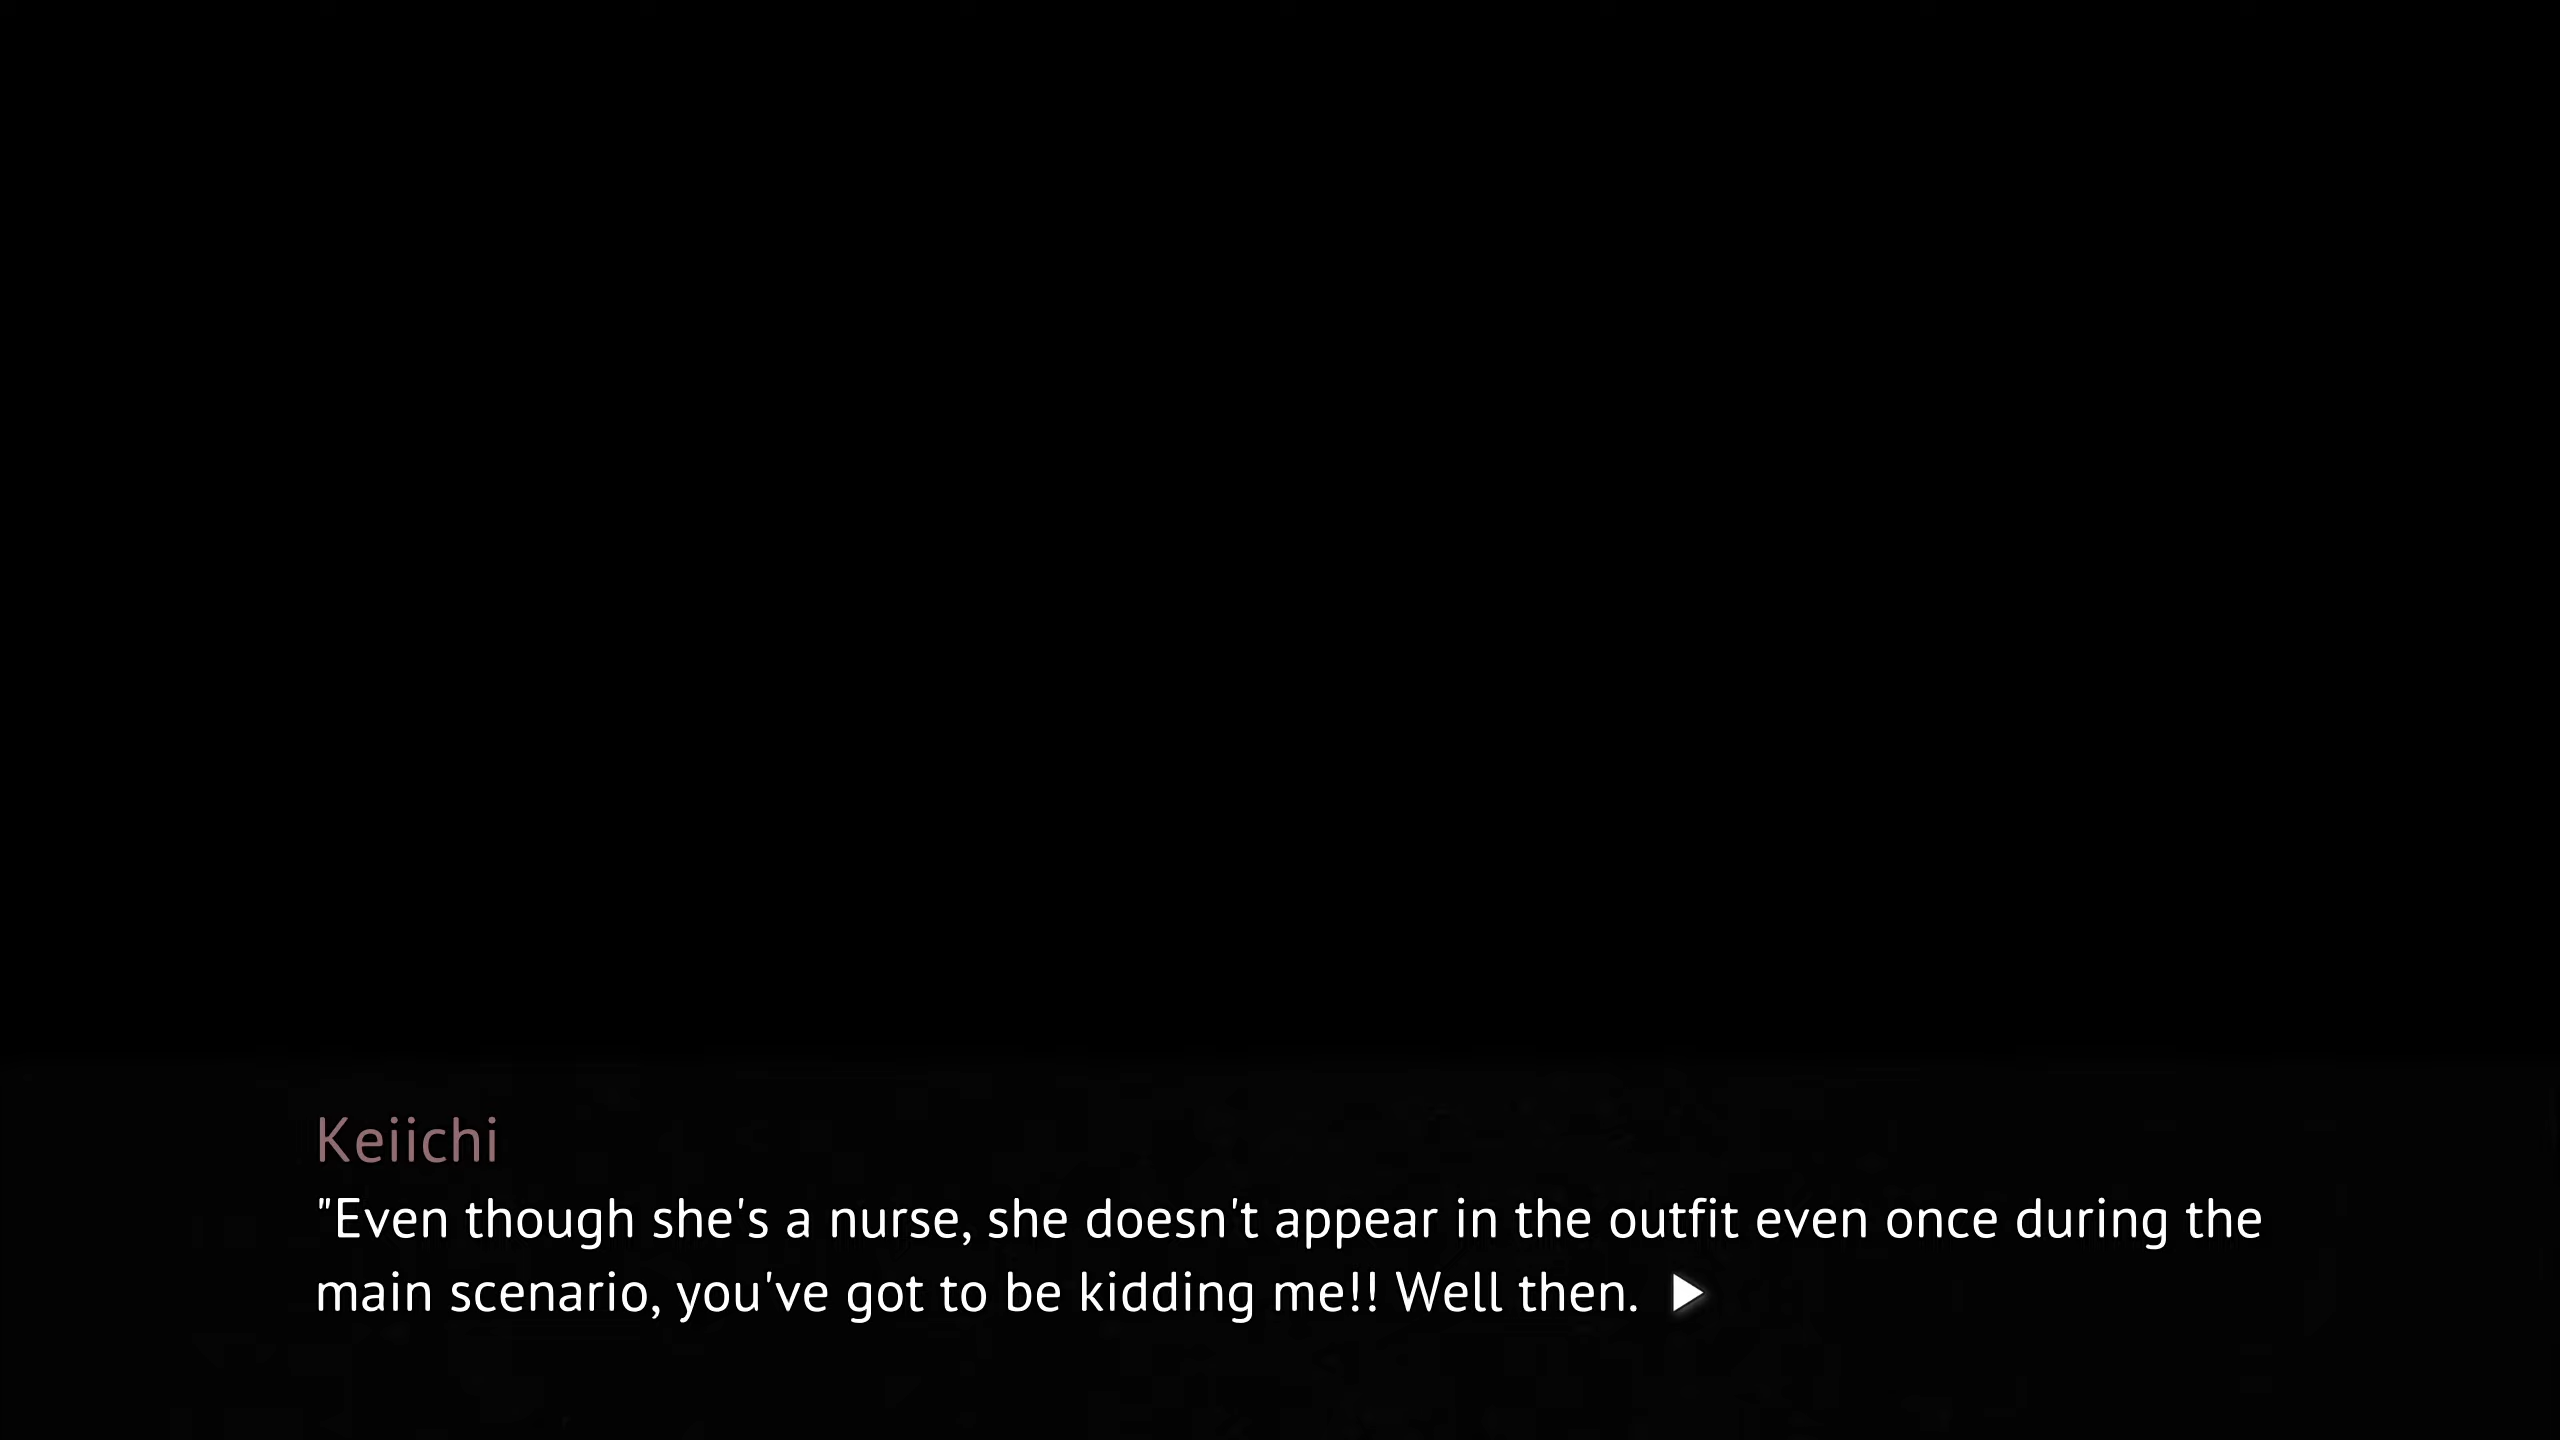 Keiichi
"Even though she's a nurse, she doesn't appear in the outfit even once during the
main scenario, you've got to be kidding me!! Well then.